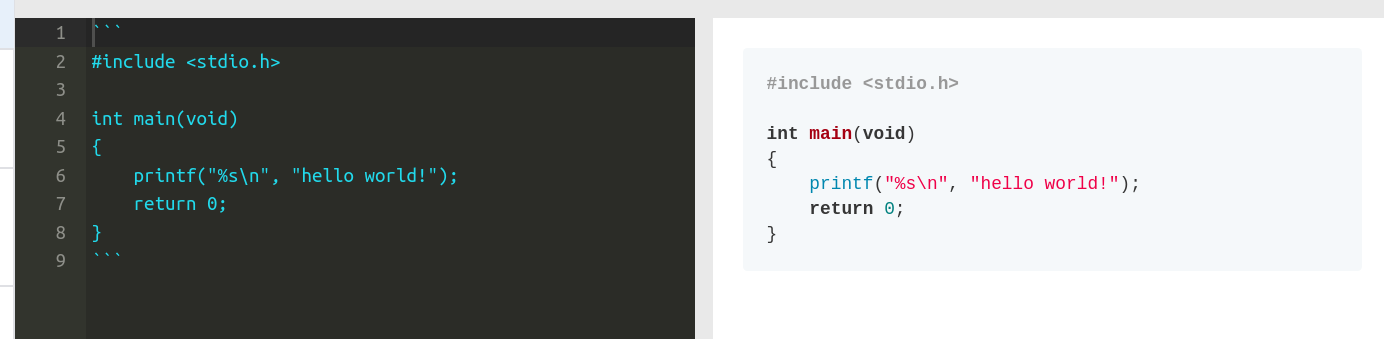 1 ```
2 #include <stdio.h>
3
4 int main(void)
5 {
6     printf("%s\n", "hello world!");
7     return 0;
8 }
9 ```
#include <stdio.h>

int main(void)
{
    printf("%s\n", "hello world!");
    return 0;
}